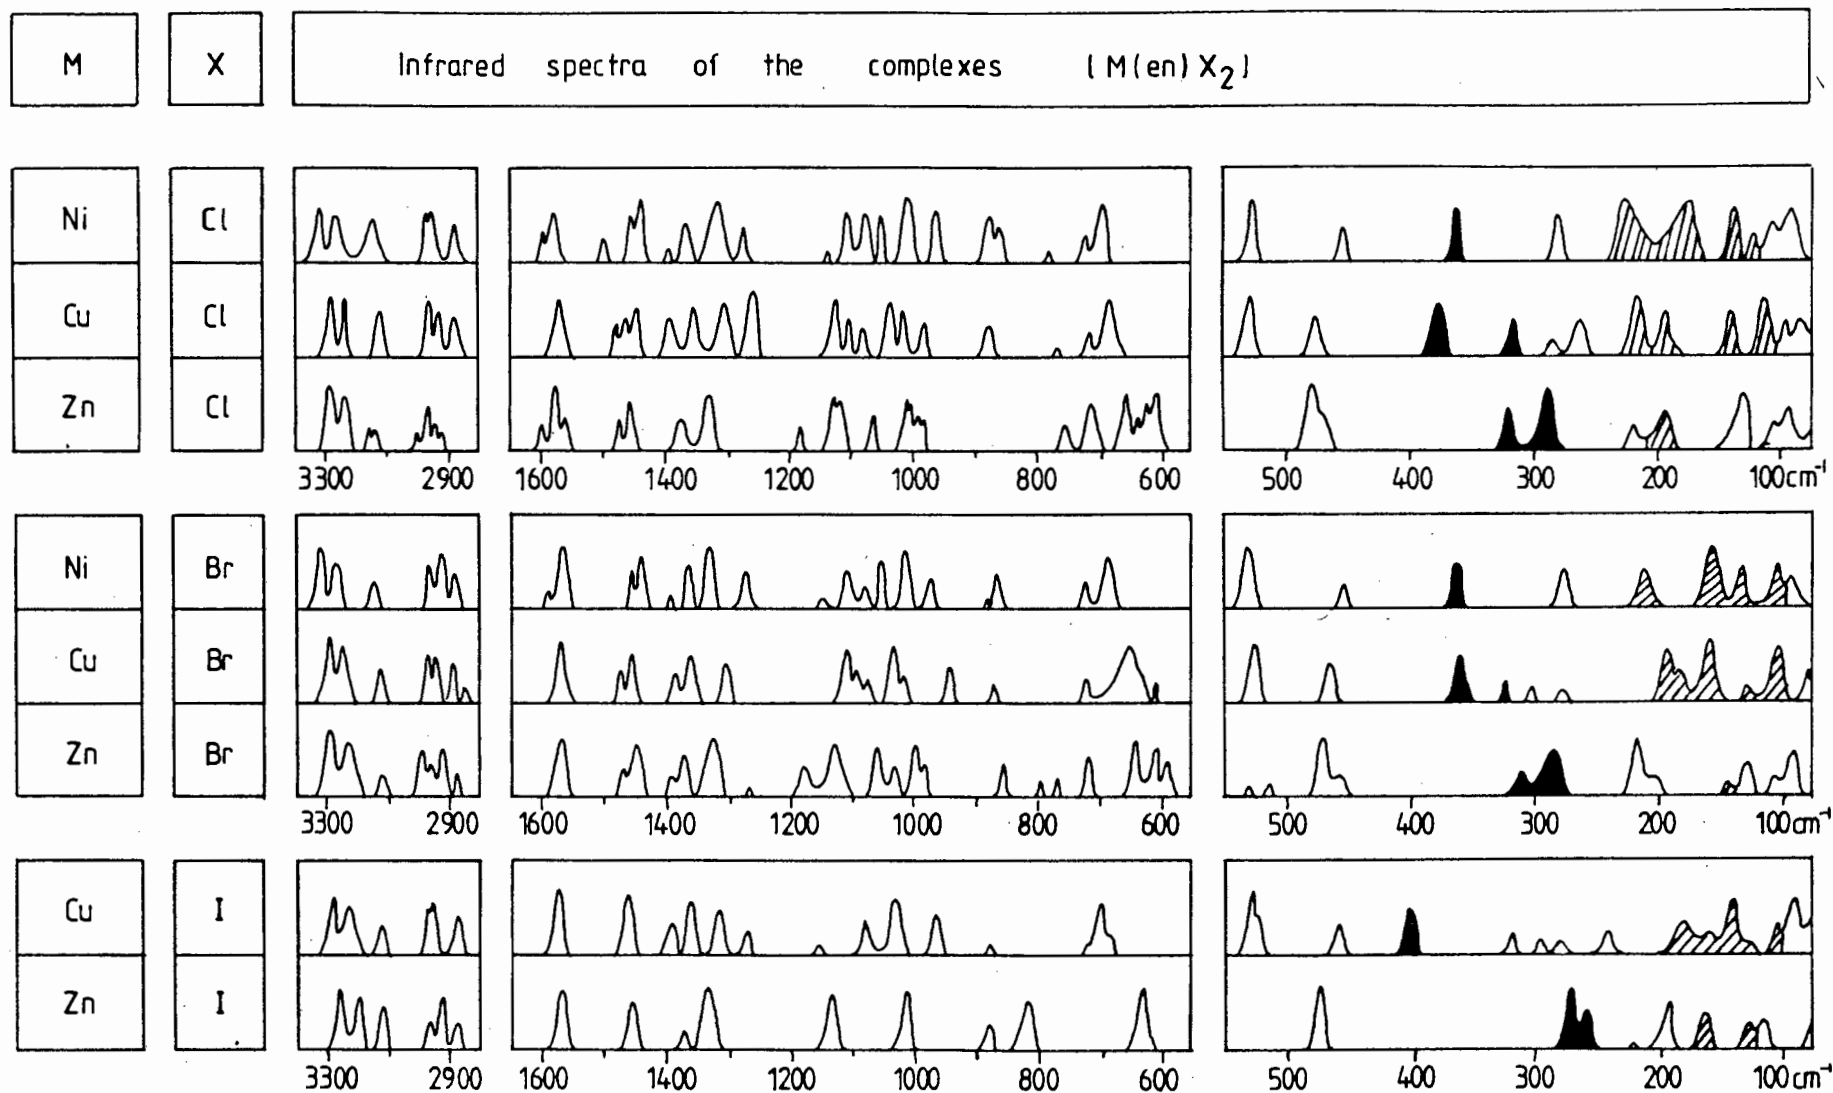 M X Infrared spectra of the complexes [M(en)X2]
Ni Cl
Cu Cl
Zn Cl
3300 2900 1600 1400 1200 1000 800 600 500 400 300 200 100cm-1
Ni Br
Cu Br
Zn Br
3300 2900 1600 1400 1200 1000 800 600 500 400 300 200 100cm-1
Cu I
Zn I
3300 2900 1600 1400 1200 1000 800 600 500 400 300 200 100cm-1